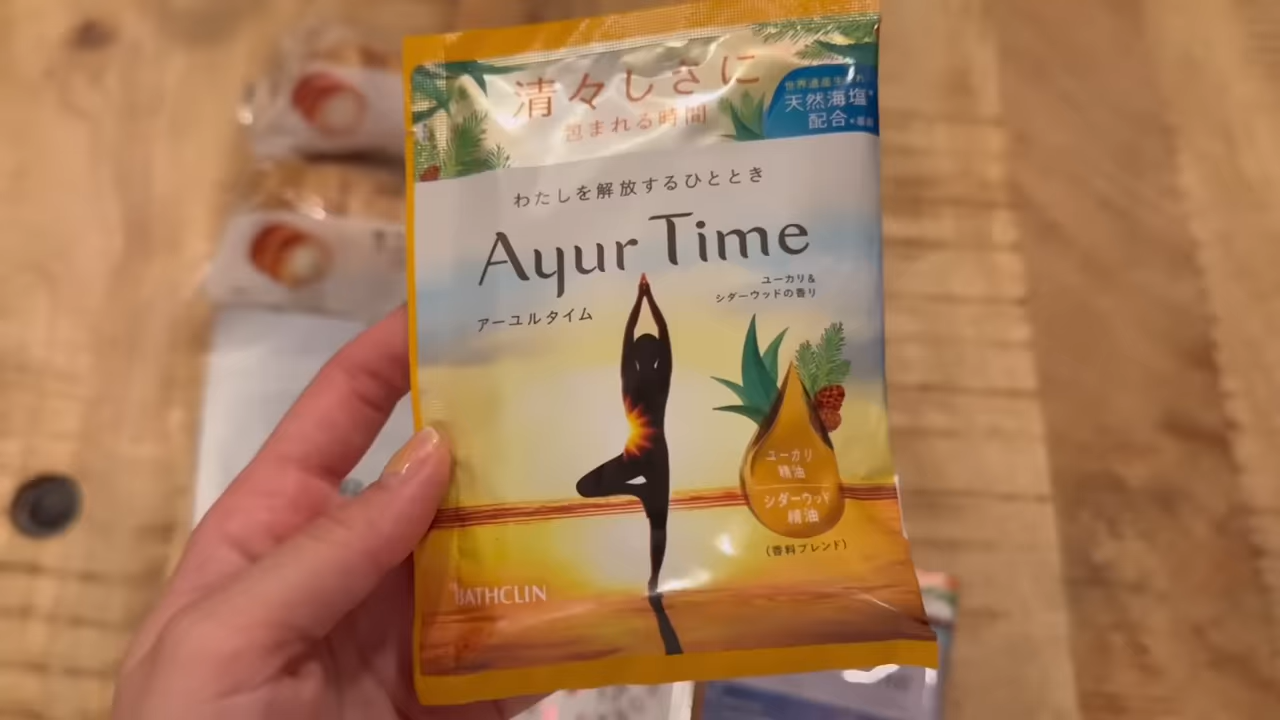 清々しさに
包まれる時間
世界遺産生まれ
天然海塩*
配合
わたしを解放するひととき
Ayur Time
ユーカリ&
シダーウッドの香り
アーユルタイム
ユーカリ
精油
シダーウッド
精油
(香料ブレンド)
BATHCLIN